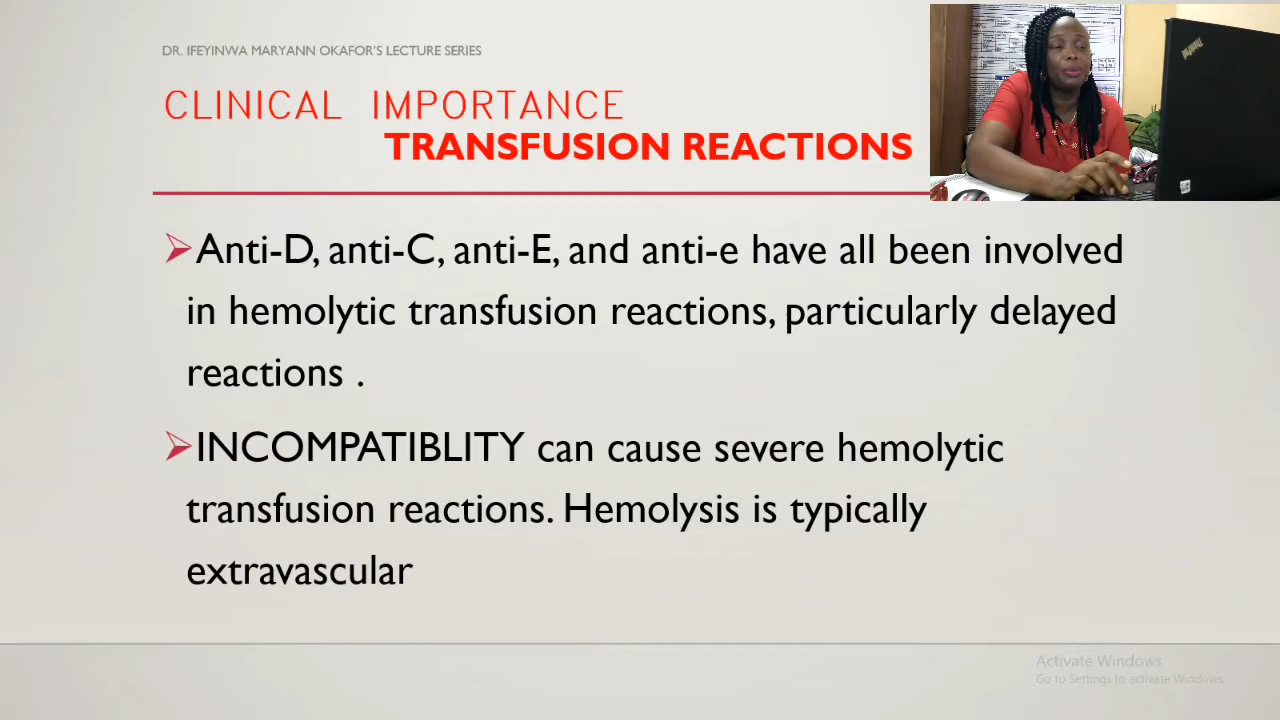 DR. IFEYINWA MARYANN OKAFOR'S LECTURE SERIES
CLINICAL IMPORTANCE
TRANSFUSION REACTIONS
➢Anti-D, anti-C, anti-E, and anti-e have all been involved
in hemolytic transfusion reactions, particularly delayed
reactions .
➢INCOMPATIBLITY can cause severe hemolytic
transfusion reactions. Hemolysis is typically
extravascular
Activate Windows
Go to Settings to activate Windows.
ThinkPad